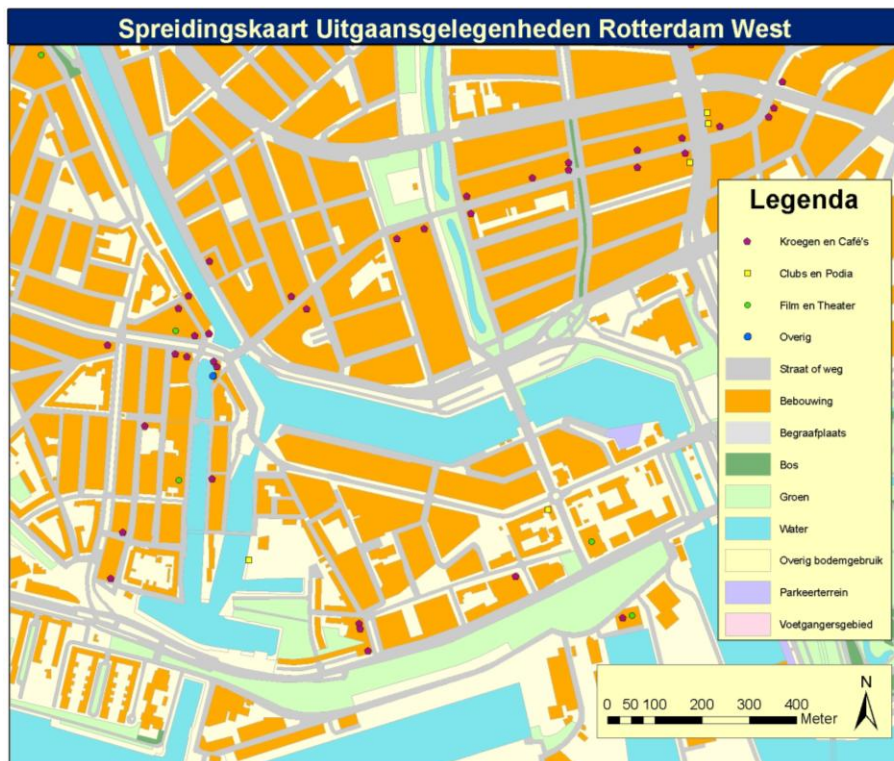 Spreidingskaart Uitgaansgelegenheden Rotterdam West
Legenda
Kroegen en Café's
Clubs en Podia
Film en Theater
Overig
Straat of weg
Bebouwing
Begraafplaats
Bos
Groen
Water
Overig bodemgebruik
Parkeerterrein
Voetgangersgebied
N
0 50 100 200 300 400
Meter